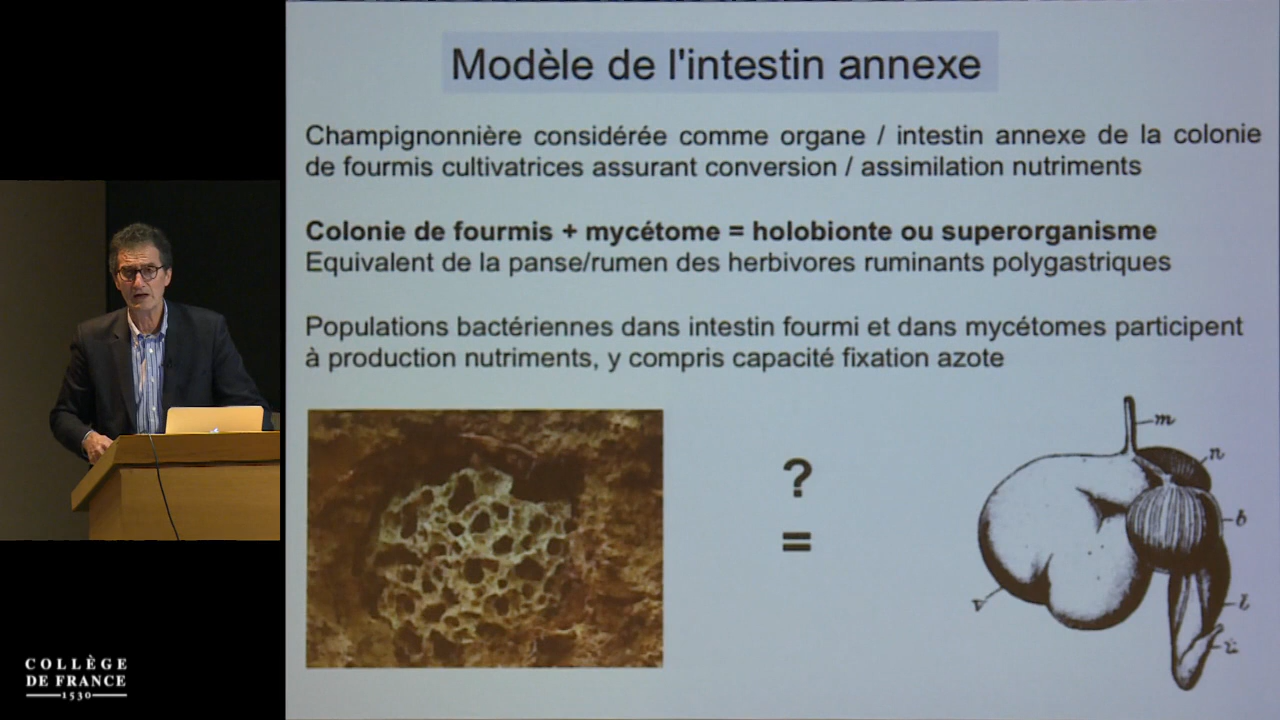 Modèle de l'intestin annexe
Champignonnière considérée comme organe / intestin annexe de la colonie
de fourmis cultivatrices assurant conversion / assimilation nutriments
Colonie de fourmis + mycétome = holobionte ou superorganisme
Equivalent de la panse/rumen des herbivores ruminants polygastriques
Populations bactériennes dans intestin fourmi et dans mycétomes participent
à production nutriments, y compris capacité fixation azote
?
=
m
n
b
v
l
COLLÈGE
DE FRANCE
1530